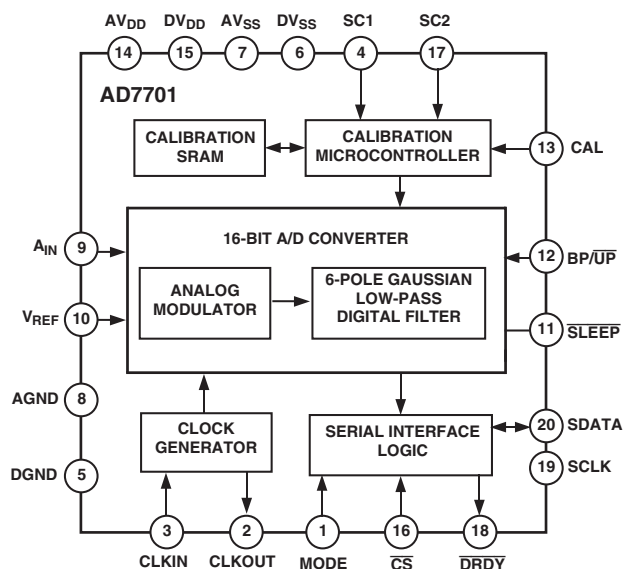 AVDD DVDD AVSS DVSS SC1 SC2
14 15 7 6 4 17
AD7701
CALIBRATION
SRAM
CALIBRATION
MICROCONTROLLER
13 CAL
16-BIT A/D CONVERTER
AIN 9
12 BP/UP
ANALOG
MODULATOR
6-POLE GAUSSIAN
LOW-PASS
DIGITAL FILTER
VREF 10
11 SLEEP
AGND 8
CLOCK
GENERATOR
SERIAL INTERFACE
LOGIC
20 SDATA
DGND 5
19 SCLK
3 2 1 16 18
CLKIN CLKOUT MODE CS DRDY